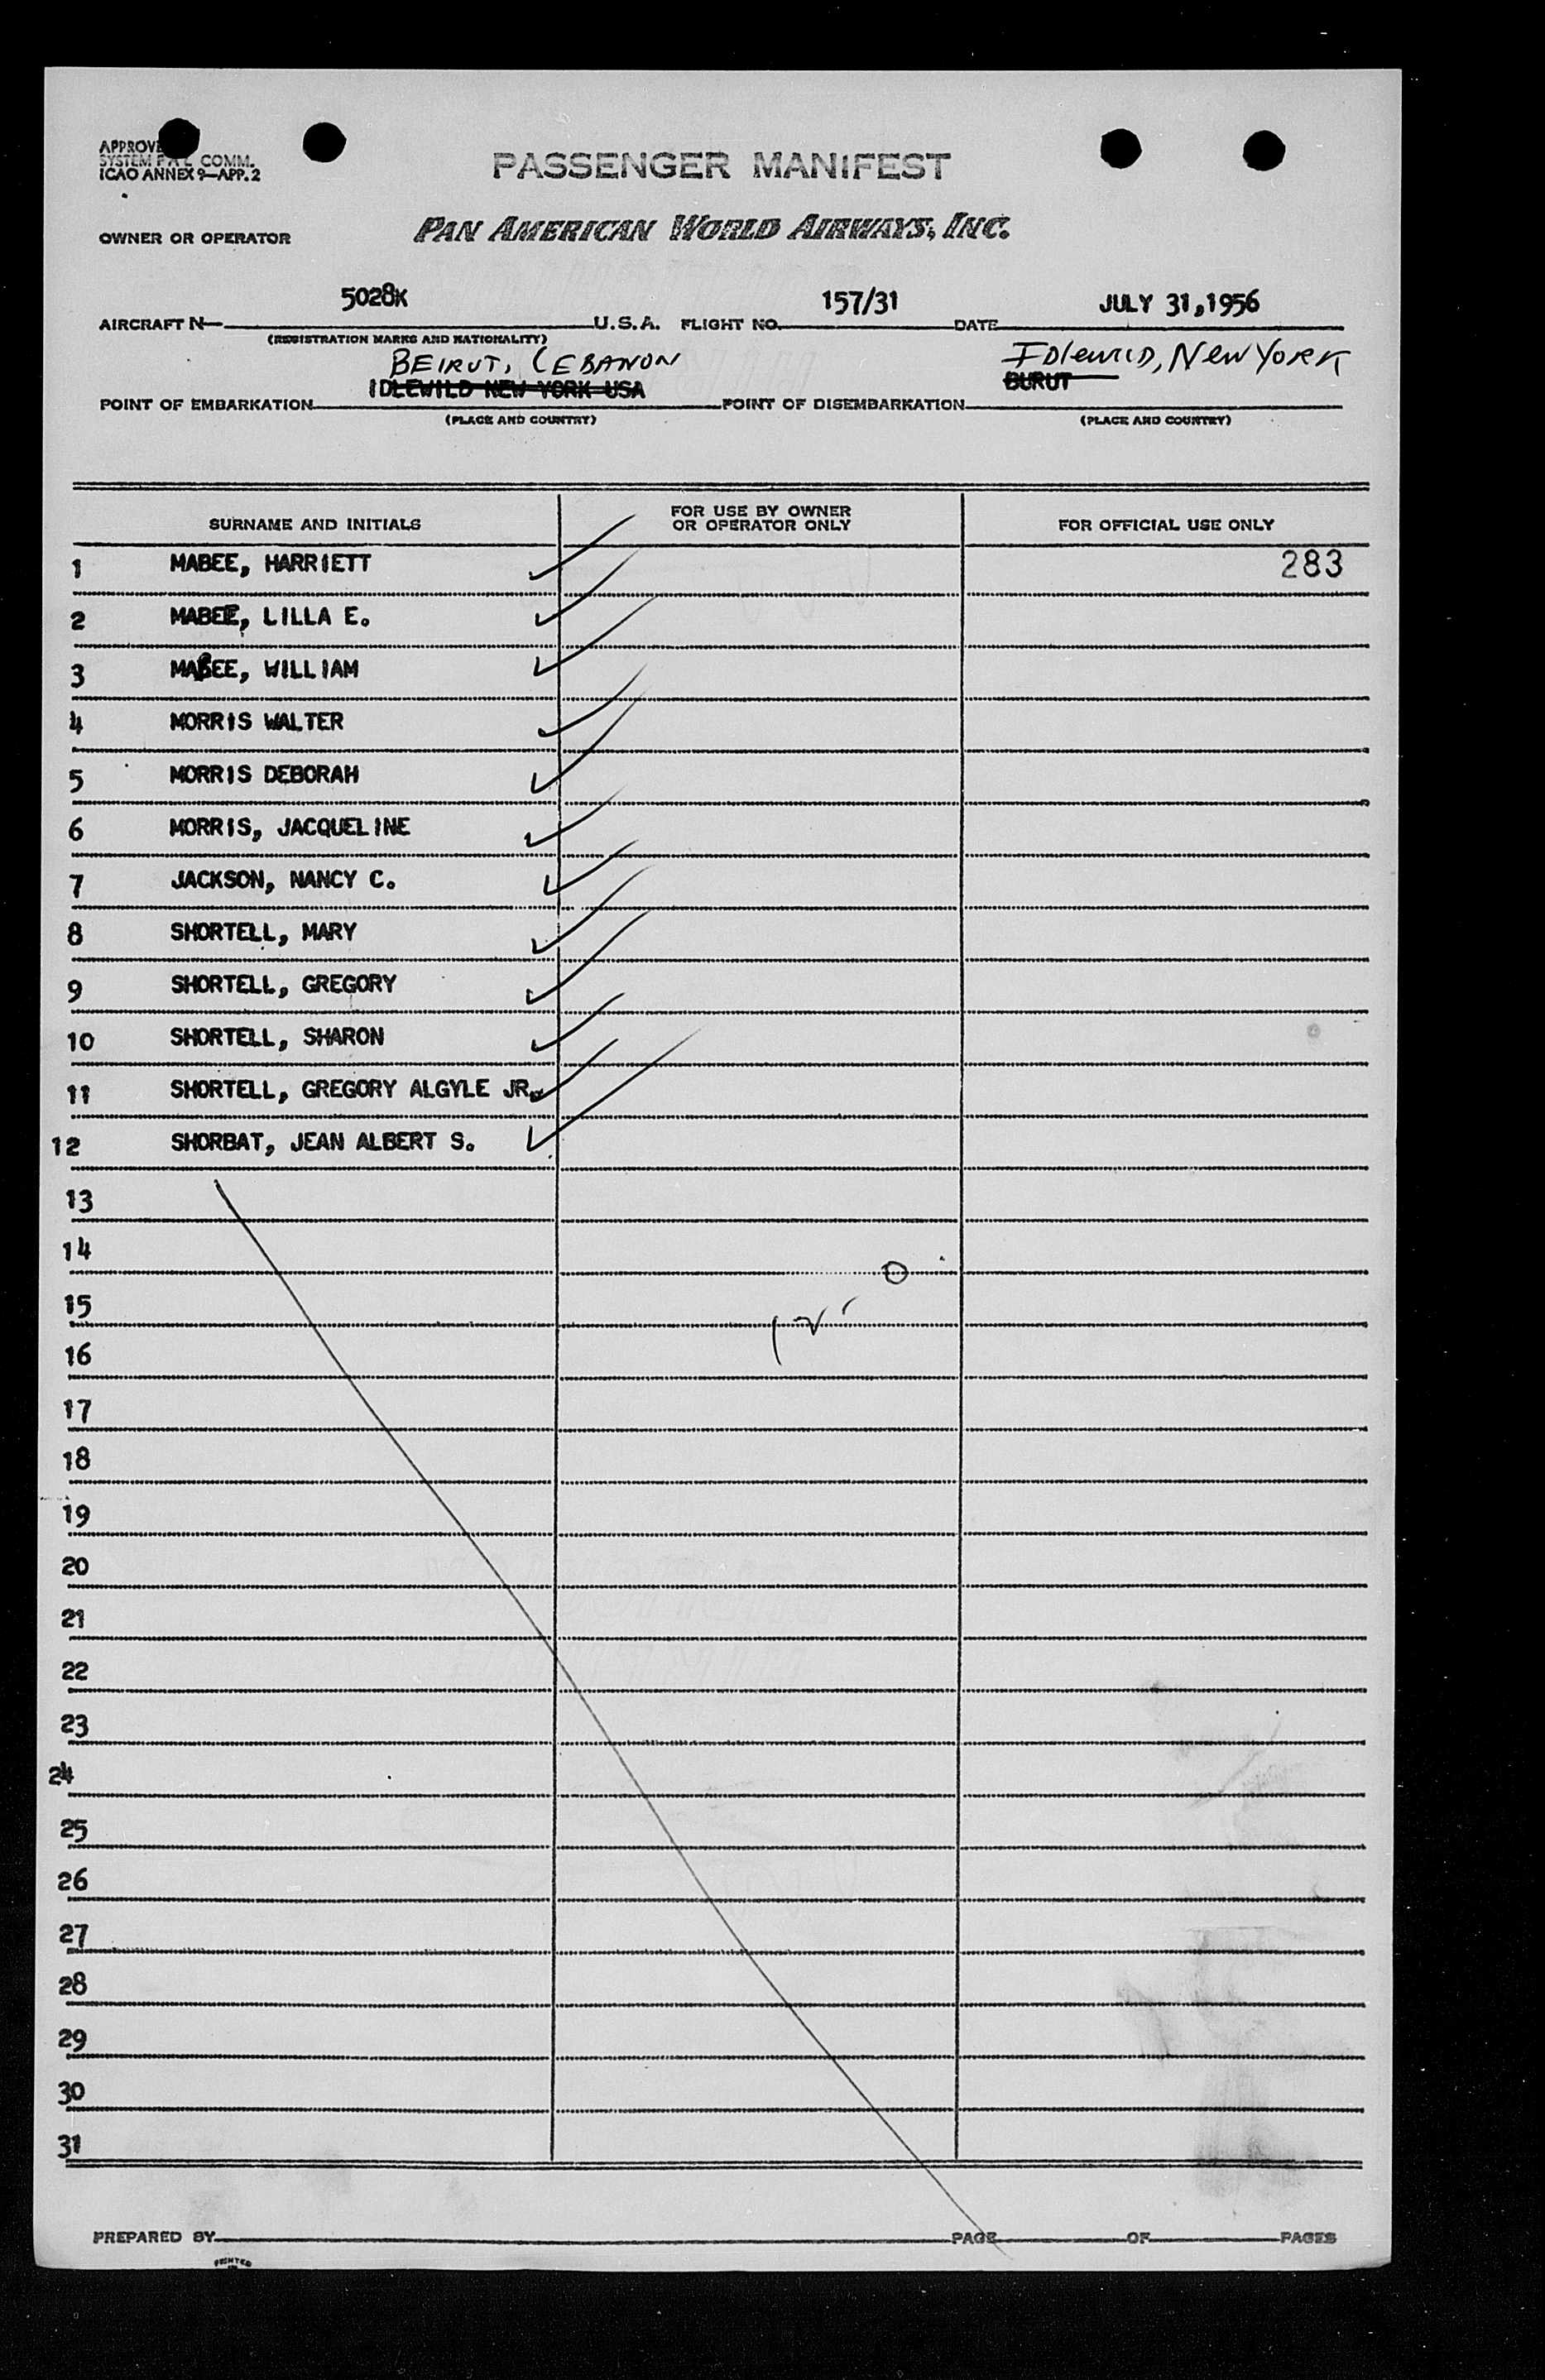 APPROVE
SYSTEM COMM.
ICAO ANNEX 9—APP. 2
PASSENGER MANIFEST
OWNER OR OPERATOR PAN AMERICAN WORLD AIRWAYS, INC.
AIRCRAFT N— 5028K U.S.A. FLIGHT NO. 157/31 DATE JULY 31,1956
(REGISTRATION MARKS AND NATIONALITY)
BEIRUT, LEBANON IDlewilD, New YORK
IDLEWILD NEW YORK USA BURUT
POINT OF EMBARKATION POINT OF DISEMBARKATION
(PLACE AND COUNTRY) (PLACE AND COUNTRY)
SURNAME AND INITIALS FOR USE BY OWNER OR OPERATOR ONLY FOR OFFICIAL USE ONLY
1 MABEE, HARRIETT 283
2 MABEE, LILLA E.
3 MABEE, WILLIAM
4 MORRIS WALTER
5 MORRIS DEBORAH
6 MORRIS, JACQUELINE
7 JACKSON, NANCY C.
8 SHORTELL, MARY
9 SHORTELL, GREGORY
10 SHORTELL, SHARON
11 SHORTELL, GREGORY ALGYLE JR.
12 SHORBAT, JEAN ALBERT S.
13
14
15
16
17
18
19
20
21
22
23
24
25
26
27
28
29
30
31
PREPARED BY PAGE OF PAGES
PRINTED